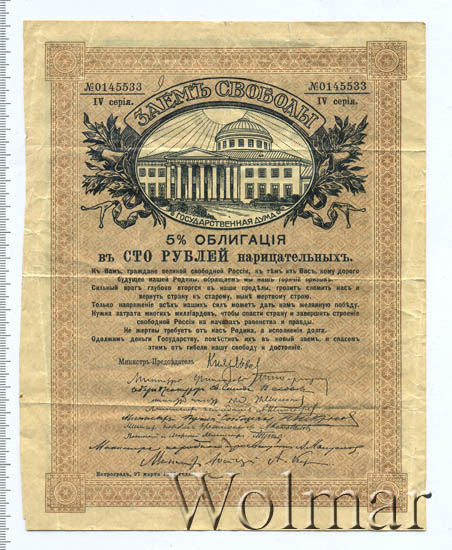 №0145533 №0145533
IV серія. IV серія.
ЗАЕМЪ СВОБОДЫ
ГОСУДАРСТВЕННАЯ ДУМА
5% ОБЛИГАЦІЯ
въ СТО РУБЛЕЙ нарицательныхъ.
Къ Вамъ, граждане великой свободной Россіи, къ тѣмъ изъ Васъ, кому дорого
будущее нашей Родины, обращаемъ мы нашъ горячій призывъ.
Сильный врагъ глубоко вторгся въ наши предѣлы, грозитъ сломить насъ и
вернуть страну къ старому, нынѣ мертвому строю.
Только напряженіе всѣхъ нашихъ силъ можетъ дать намъ желанную побѣду.
Нужна затрата многихъ милліардовъ, чтобы спасти страну и завершить строеніе
свободной Россіи на началахъ равенства и правды.
Не жертвы требуетъ отъ насъ Родина, а исполненія долга.
Одолжимъ деньги Государству, помѣстивъ ихъ въ новый заемъ, и спасемъ
этимъ отъ гибели нашу свободу и достояніе.
Министръ-Предсѣдатель Кн. Львовъ
Петроградъ, 27 марта
Wolmar